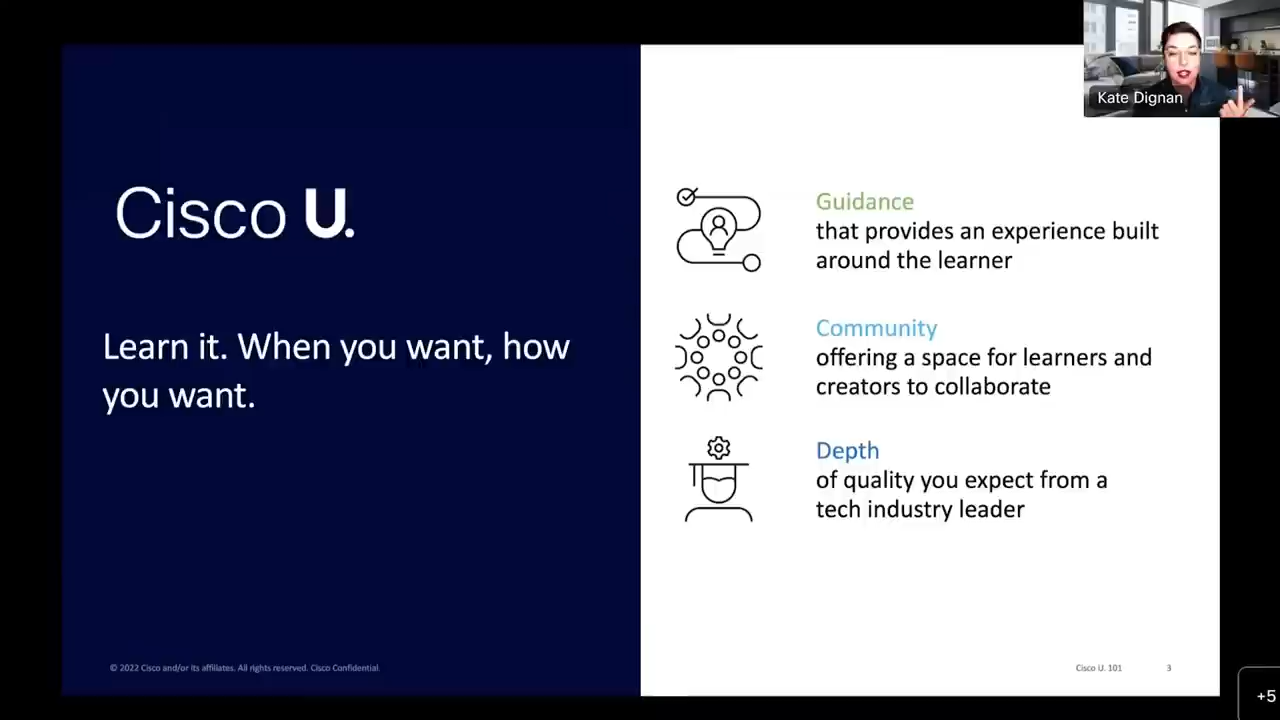 Kate Dignan
Cisco U.
Learn it. When you want, how
you want.
Guidance
that provides an experience built
around the learner
Community
offering a space for learners and
creators to collaborate
Depth
of quality you expect from a
tech industry leader
© 2022 Cisco and/or its affiliates. All rights reserved. Cisco Confidential.
Cisco U. 101
3
+5